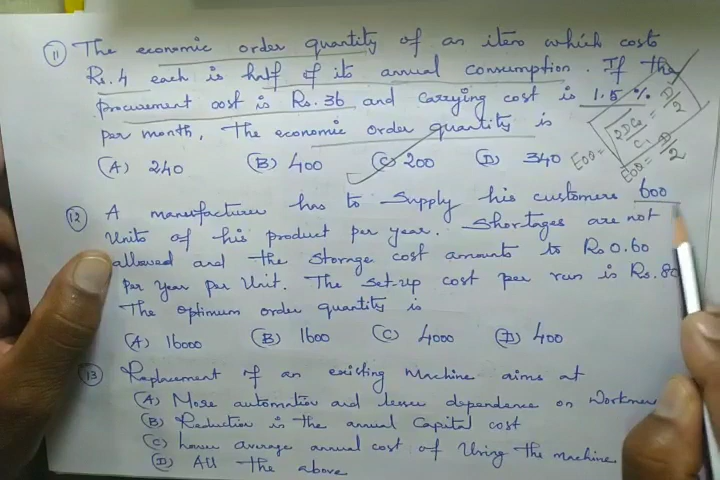 11 The economic order quantity of an item which costs
Rs.4 each is half of its annual consumption. If the
procurement cost is Rs.36 and carrying cost is 1.5 %
per month, The economic order quantity is
EOQ = √2DC₀/C₁ = D/2
EOQ = D/2
(A) 240 (B) 400 (C) 200 (D) 340
12 A manufacturer has to Supply his customers 600
Units of his product per year. Shortages are not
allowed and the storage cost amounts to Rs 0.60
per year per Unit. The set-up cost per run is Rs. 80
The optimum order quantity is
(A) 16000 (B) 1600 (C) 4000 (D) 400
13 Replacement of an existing Machine aims at
(A) More automation and lesser dependence on Workmen
(B) Reduction in the annual Capital cost
(C) lower average annual cost of Using the machine
(D) All the above